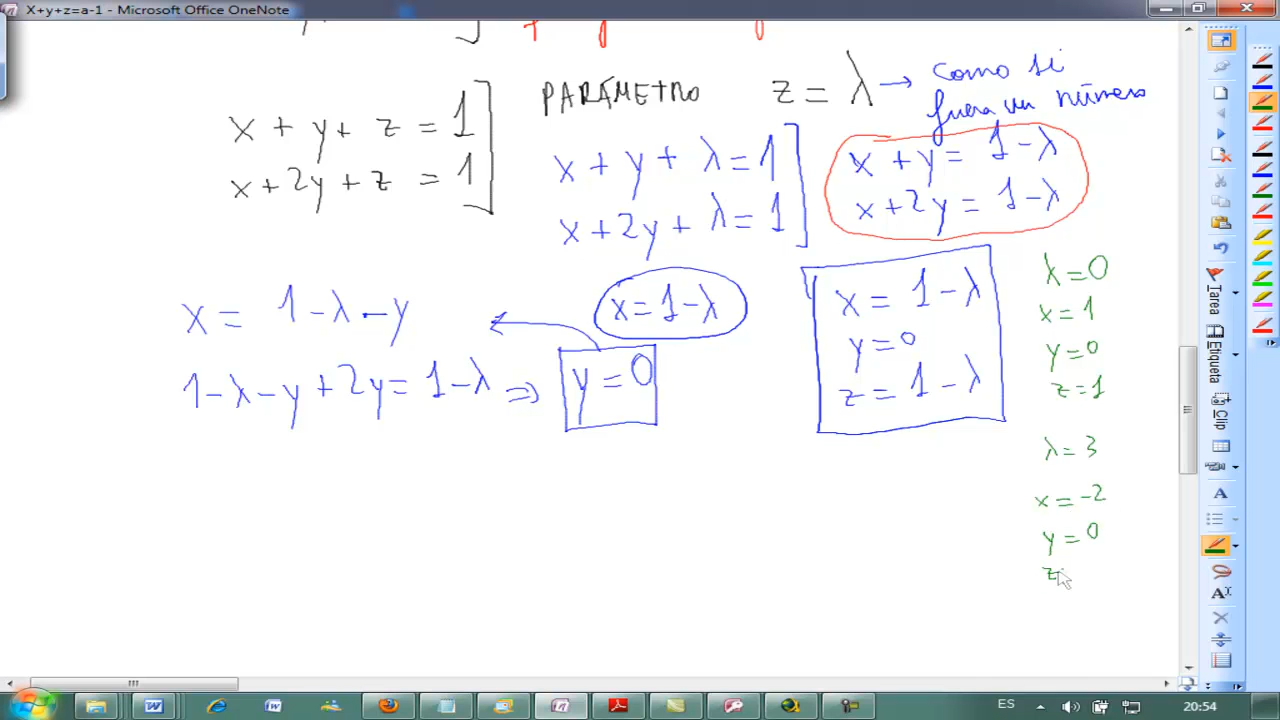 X+y+z=a-1 - Microsoft Office OneNote
PARÁMETRO z = λ → como si
fuera un número
x + y + z = 1
x + 2y + z = 1
x + y + λ = 1
x + 2y + λ = 1
x + y = 1-λ
x + 2y = 1-λ
x = 1-λ-y
1-λ-y+2y = 1-λ ⇒ y = 0
x = 1-λ
x = 1-λ
y = 0
z = 1-λ
λ = 0
x = 1
y = 0
z = 1
λ = 3
x = -2
y = 0
z
Tarea
Etiqueta
Clip
ES
20:54